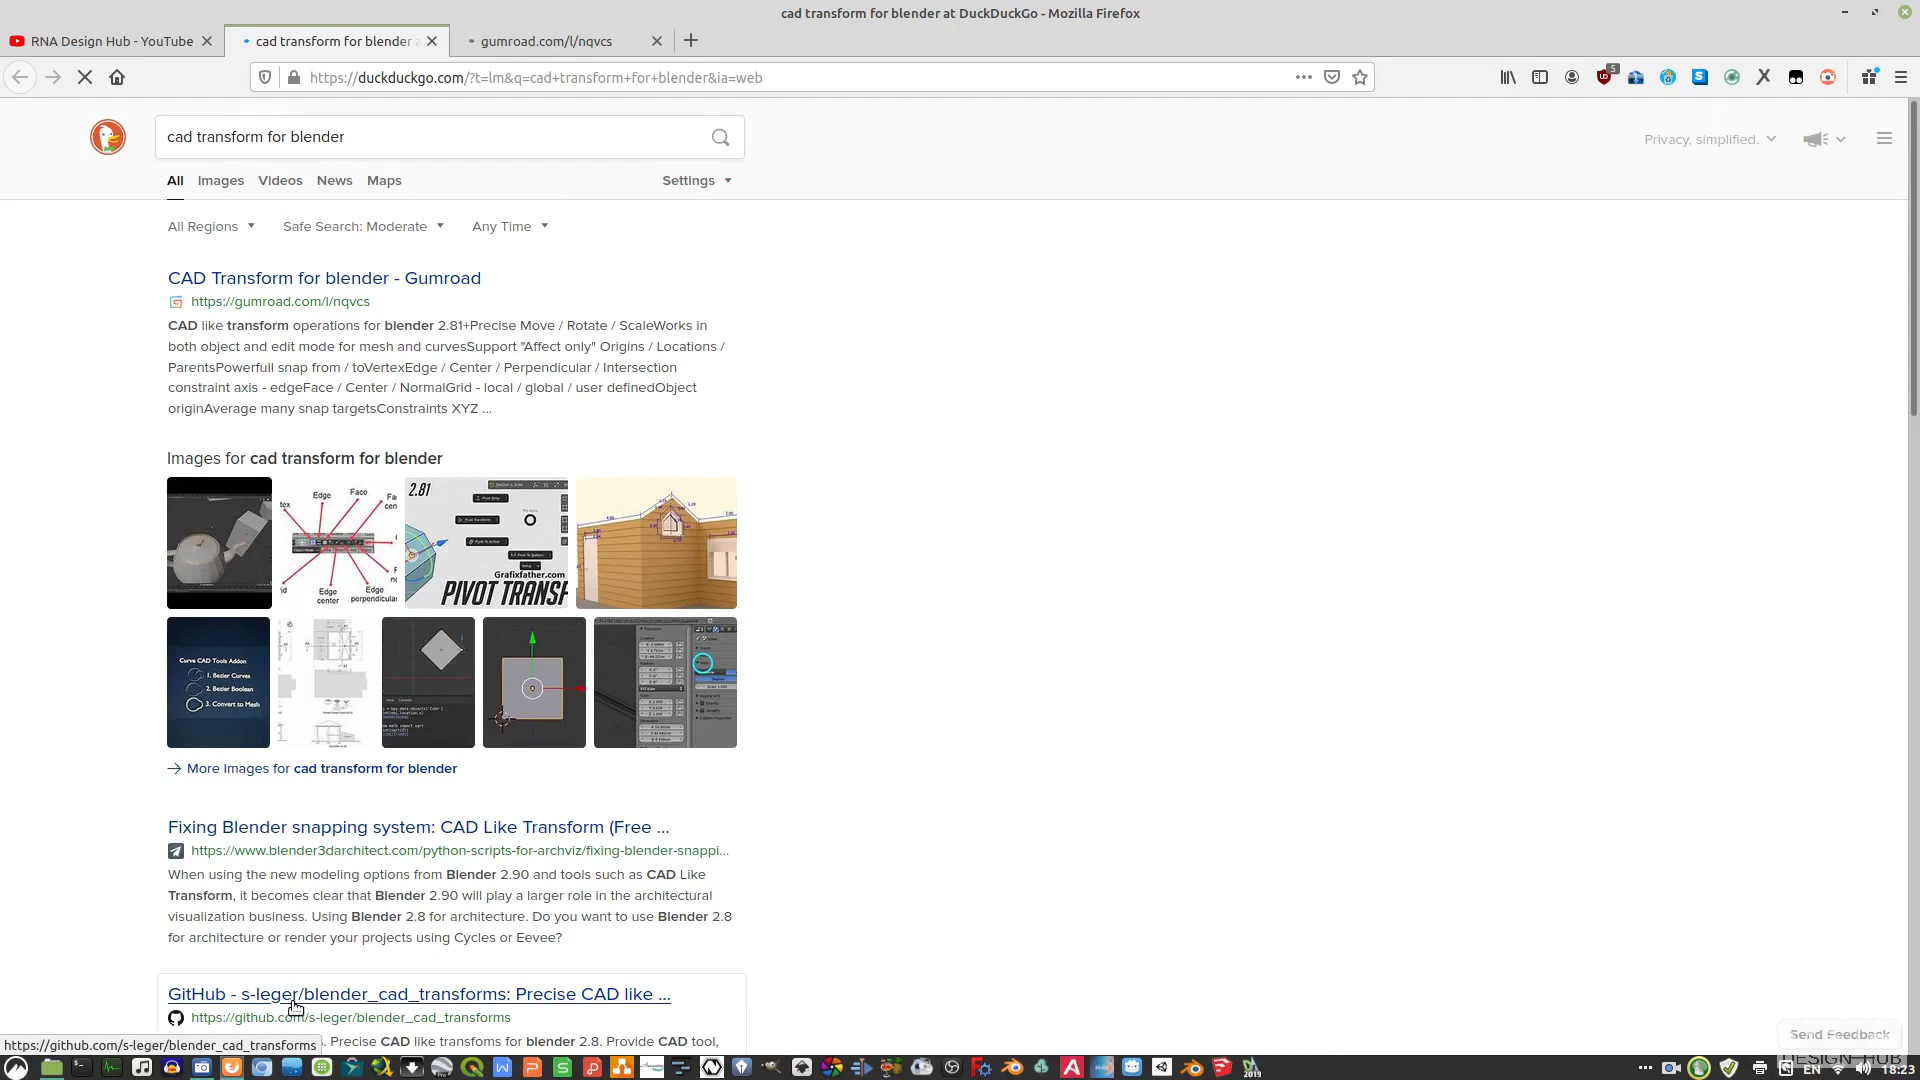 cad transform for blender at DuckDuckGo - Mozilla Firefox
RNA Design Hub - YouTube
cad transform for blender a
gumroad.com/l/nqvcs
https://duckduckgo.com/?t=lm&q=cad+transform+for+blender&ia=web
5
cad transform for blender
Privacy, simplified.
All Images Videos News Maps Settings
All Regions Safe Search: Moderate Any Time
CAD Transform for blender - Gumroad
https://gumroad.com/l/nqvcs
CAD like transform operations for blender 2.81+Precise Move / Rotate / ScaleWorks in
both object and edit mode for mesh and curvesSupport "Affect only" Origins / Locations /
ParentsPowerfull snap from / toVertexEdge / Center / Perpendicular / Intersection
constraint axis - edgeFace / Center / NormalGrid - local / global / user definedObject
originAverage many snap targetsConstraints XYZ ...
Images for cad transform for blender
Edge Face
Edge center
Edge perpendicular
2.81
Grafixfather.com
PIVOT TRANSF
Curve CAD Tools Addon
1. Bezier Curves
2. Bezier Boolean
3. Convert to Mesh
More Images for cad transform for blender
Fixing Blender snapping system: CAD Like Transform (Free ...
https://www.blender3darchitect.com/python-scripts-for-archviz/fixing-blender-snappi...
When using the new modeling options from Blender 2.90 and tools such as CAD Like
Transform, it becomes clear that Blender 2.90 will play a larger role in the architectural
visualization business. Using Blender 2.8 for architecture. Do you want to use Blender 2.8
for architecture or render your projects using Cycles or Eevee?
GitHub - s-leger/blender_cad_transforms: Precise CAD like ...
https://github.com/s-leger/blender_cad_transforms
Precise CAD like transfoms for blender 2.8. Provide CAD tool,
https://github.com/s-leger/blender_cad_transforms
Send Feedback
DESIGN-HUB
2019
EN
18:23